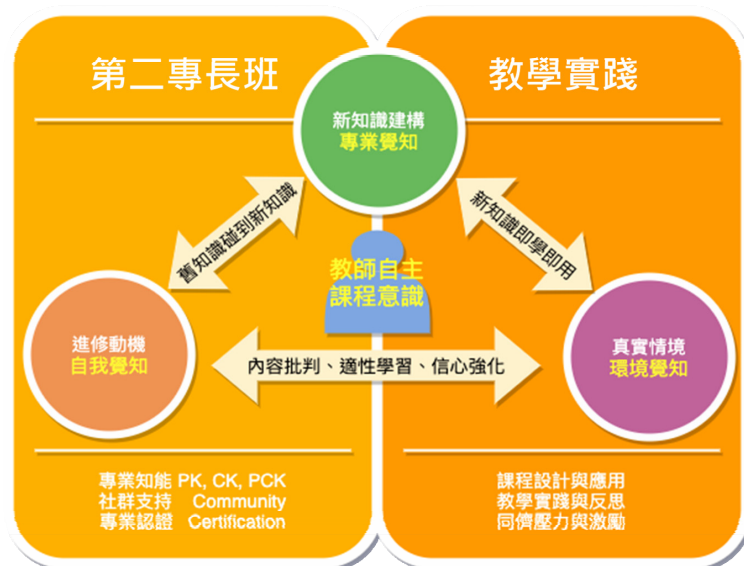 第二專長班
教學實踐
新知識建構
專業覺知
舊知識碰到新知識
新知識即學即用
教師自主
課程意識
進修動機
自我覺知
內容批判、適性學習、信心強化
真實情境
環境覺知
專業知能 PK, CK, PCK
社群支持 Community
專業認證 Certification
課程設計與應用
教學實踐與反思
同儕壓力與激勵